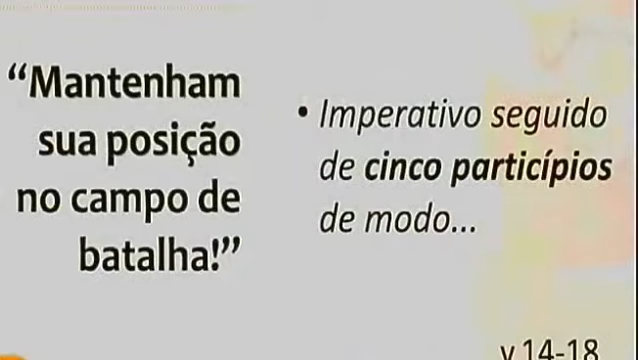 “Mantenham
sua posição
no campo de
batalha!”
• Imperativo seguido
de cinco particípios
de modo...
v 14-18